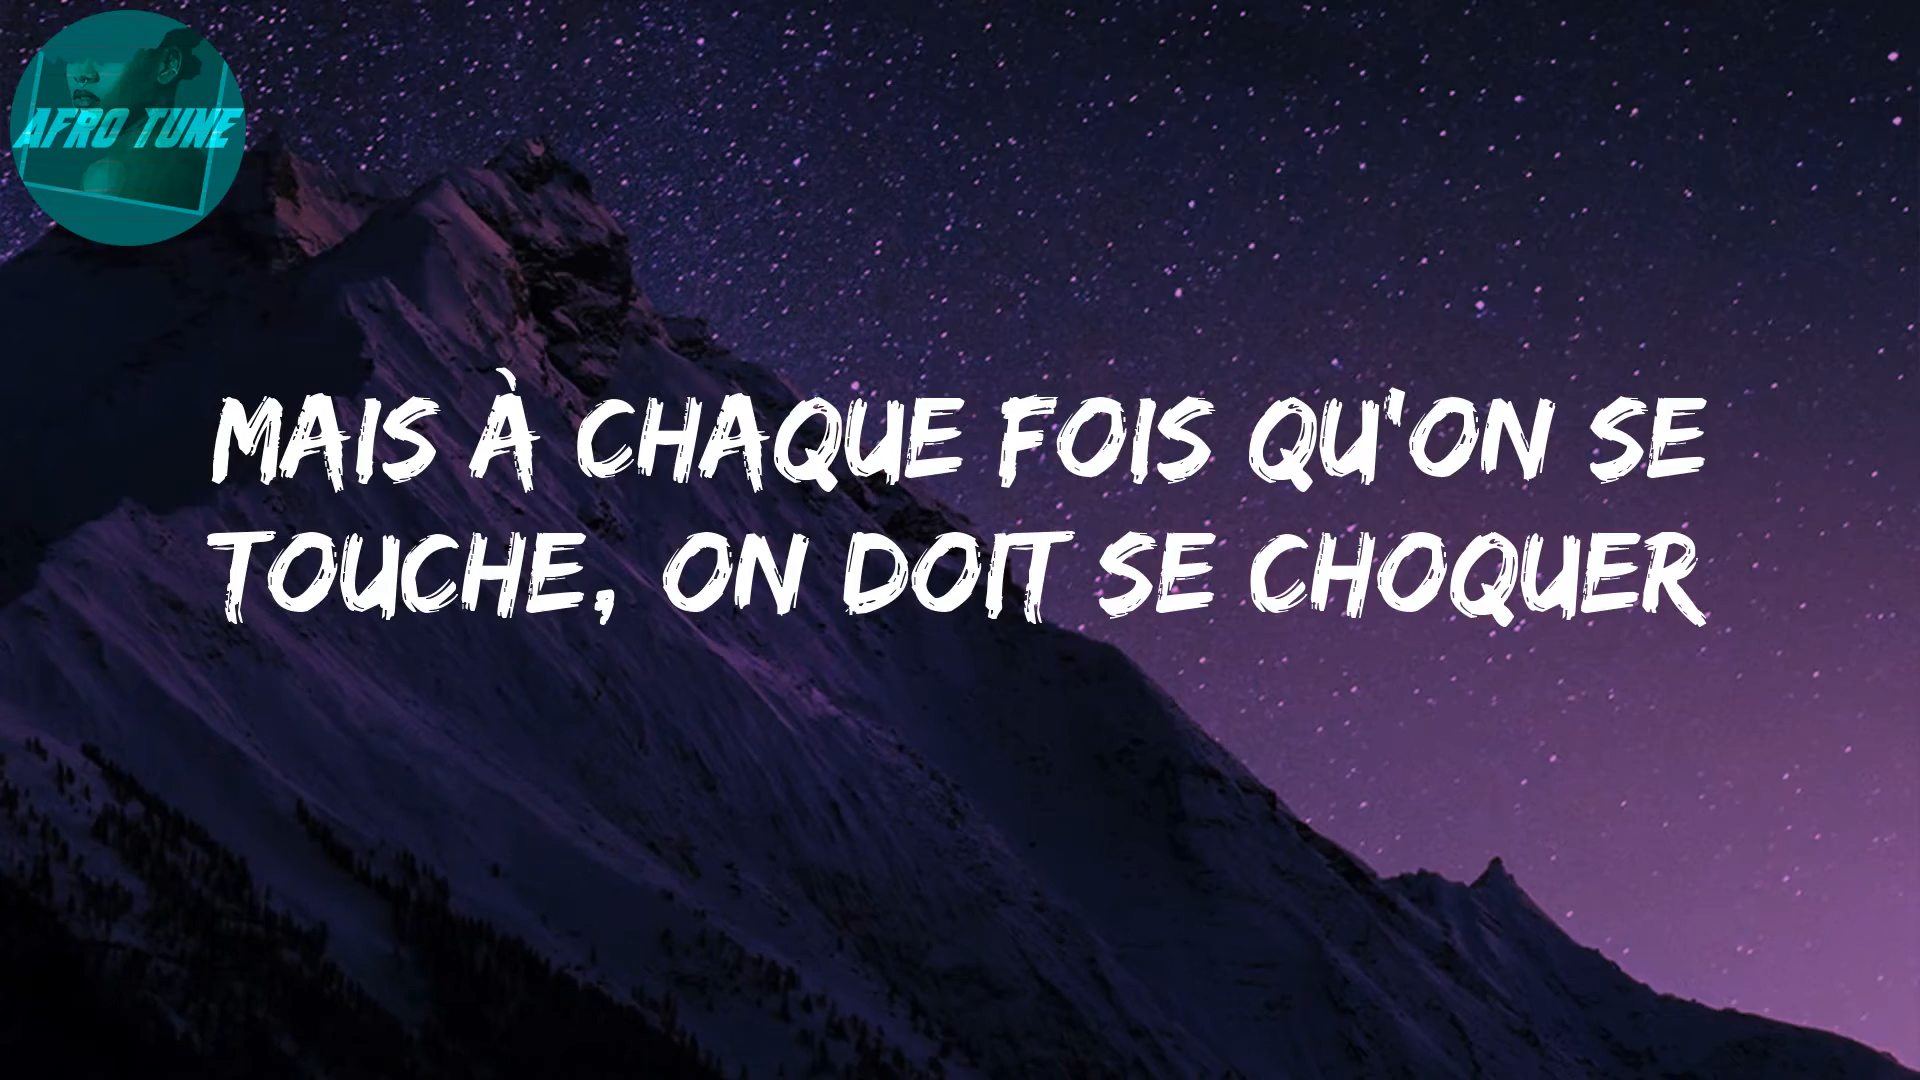 AFRO TUNE
MAIS À CHAQUE FOIS QU'ON SE
TOUCHE, ON DOIT SE CHOQUER